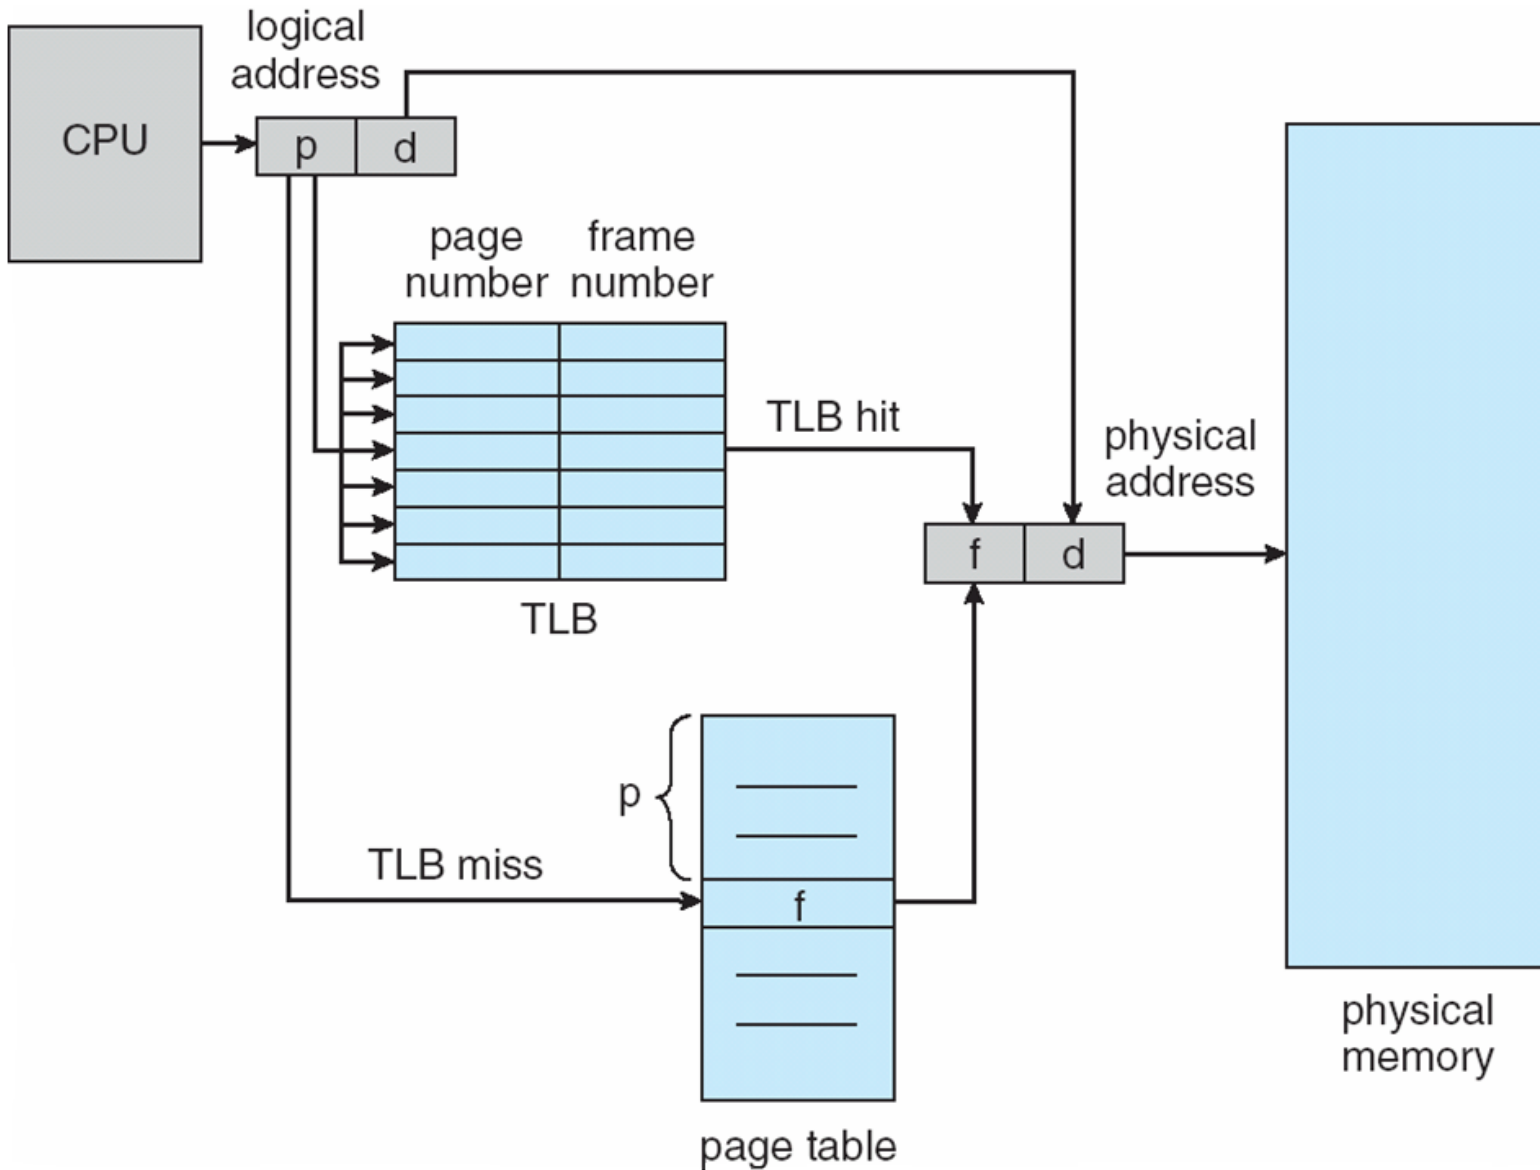 logical
address
CPU
p
d
page
number
frame
number
TLB hit
physical
address
f
d
TLB
p
TLB miss
f
physical
memory
page table